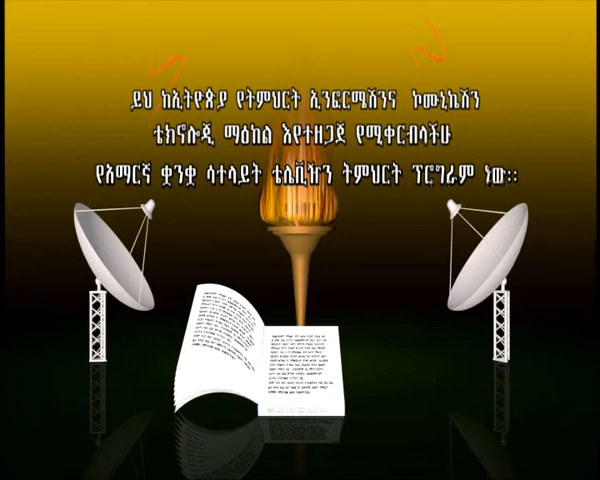 ይህ ከኢትዮጵያ የትምህርት ኢንፎርሜሽንና ኮሙኒኬሽን
ቴክኖሎጂ ማዕከል እየተዘጋጀ የሚቀርብላችሁ
የአማርኛ ቋንቋ ሳተላይት ቴሌቪዥን ትምህርት ፕሮግራም ነው።